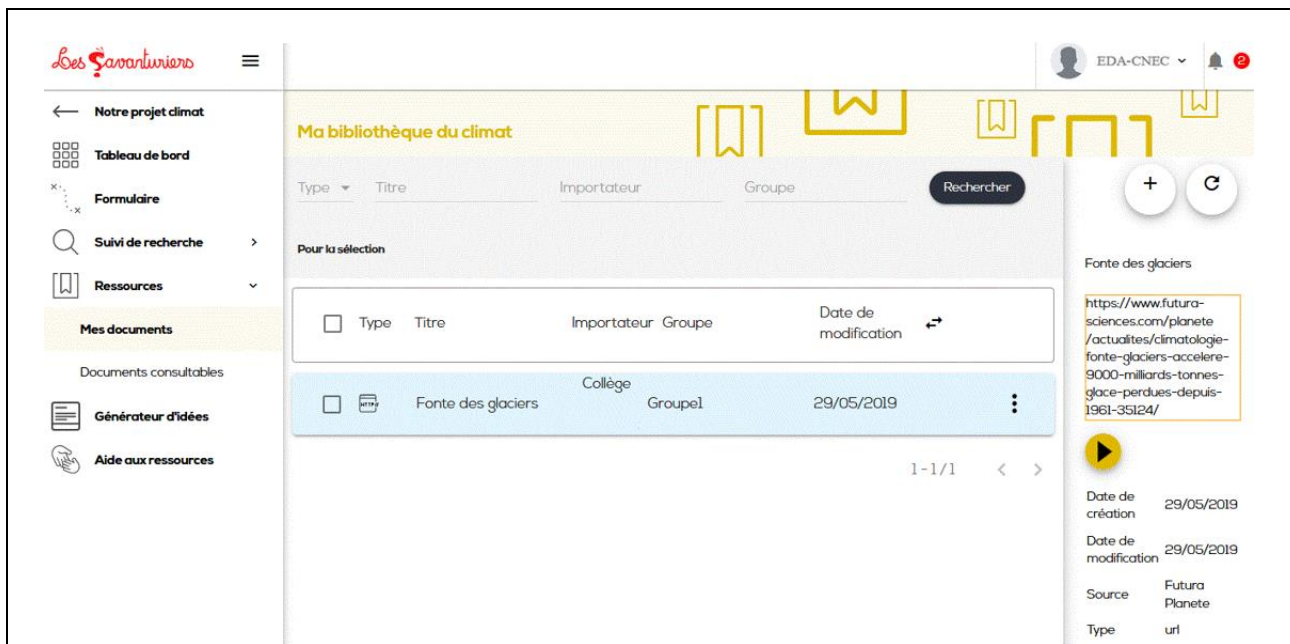 Les Savanturiers
EDA-CNEC
2
Notre projet climat
Tableau de bord
Formulaire
Suivi de recherche
Ressources
Mes documents
Documents consultables
Générateur d'idées
Aide aux ressources
Ma bibliothèque du climat
Type Titre Importateur Groupe Rechercher
Pour la sélection
Type Titre Importateur Groupe Date de
modification
HTTP://
Fonte des glaciers Collège Groupe1 29/05/2019
1-1/1
+
Fonte des glaciers
https://www.futura-
sciences.com/planete
/actualites/climatologie-
fonte-glaciers-accelere-
9000-milliards-tonnes-
glace-perdues-depuis-
1961-35124/
Date de
création 29/05/2019
Date de
modification 29/05/2019
Source Futura
Planete
Type url